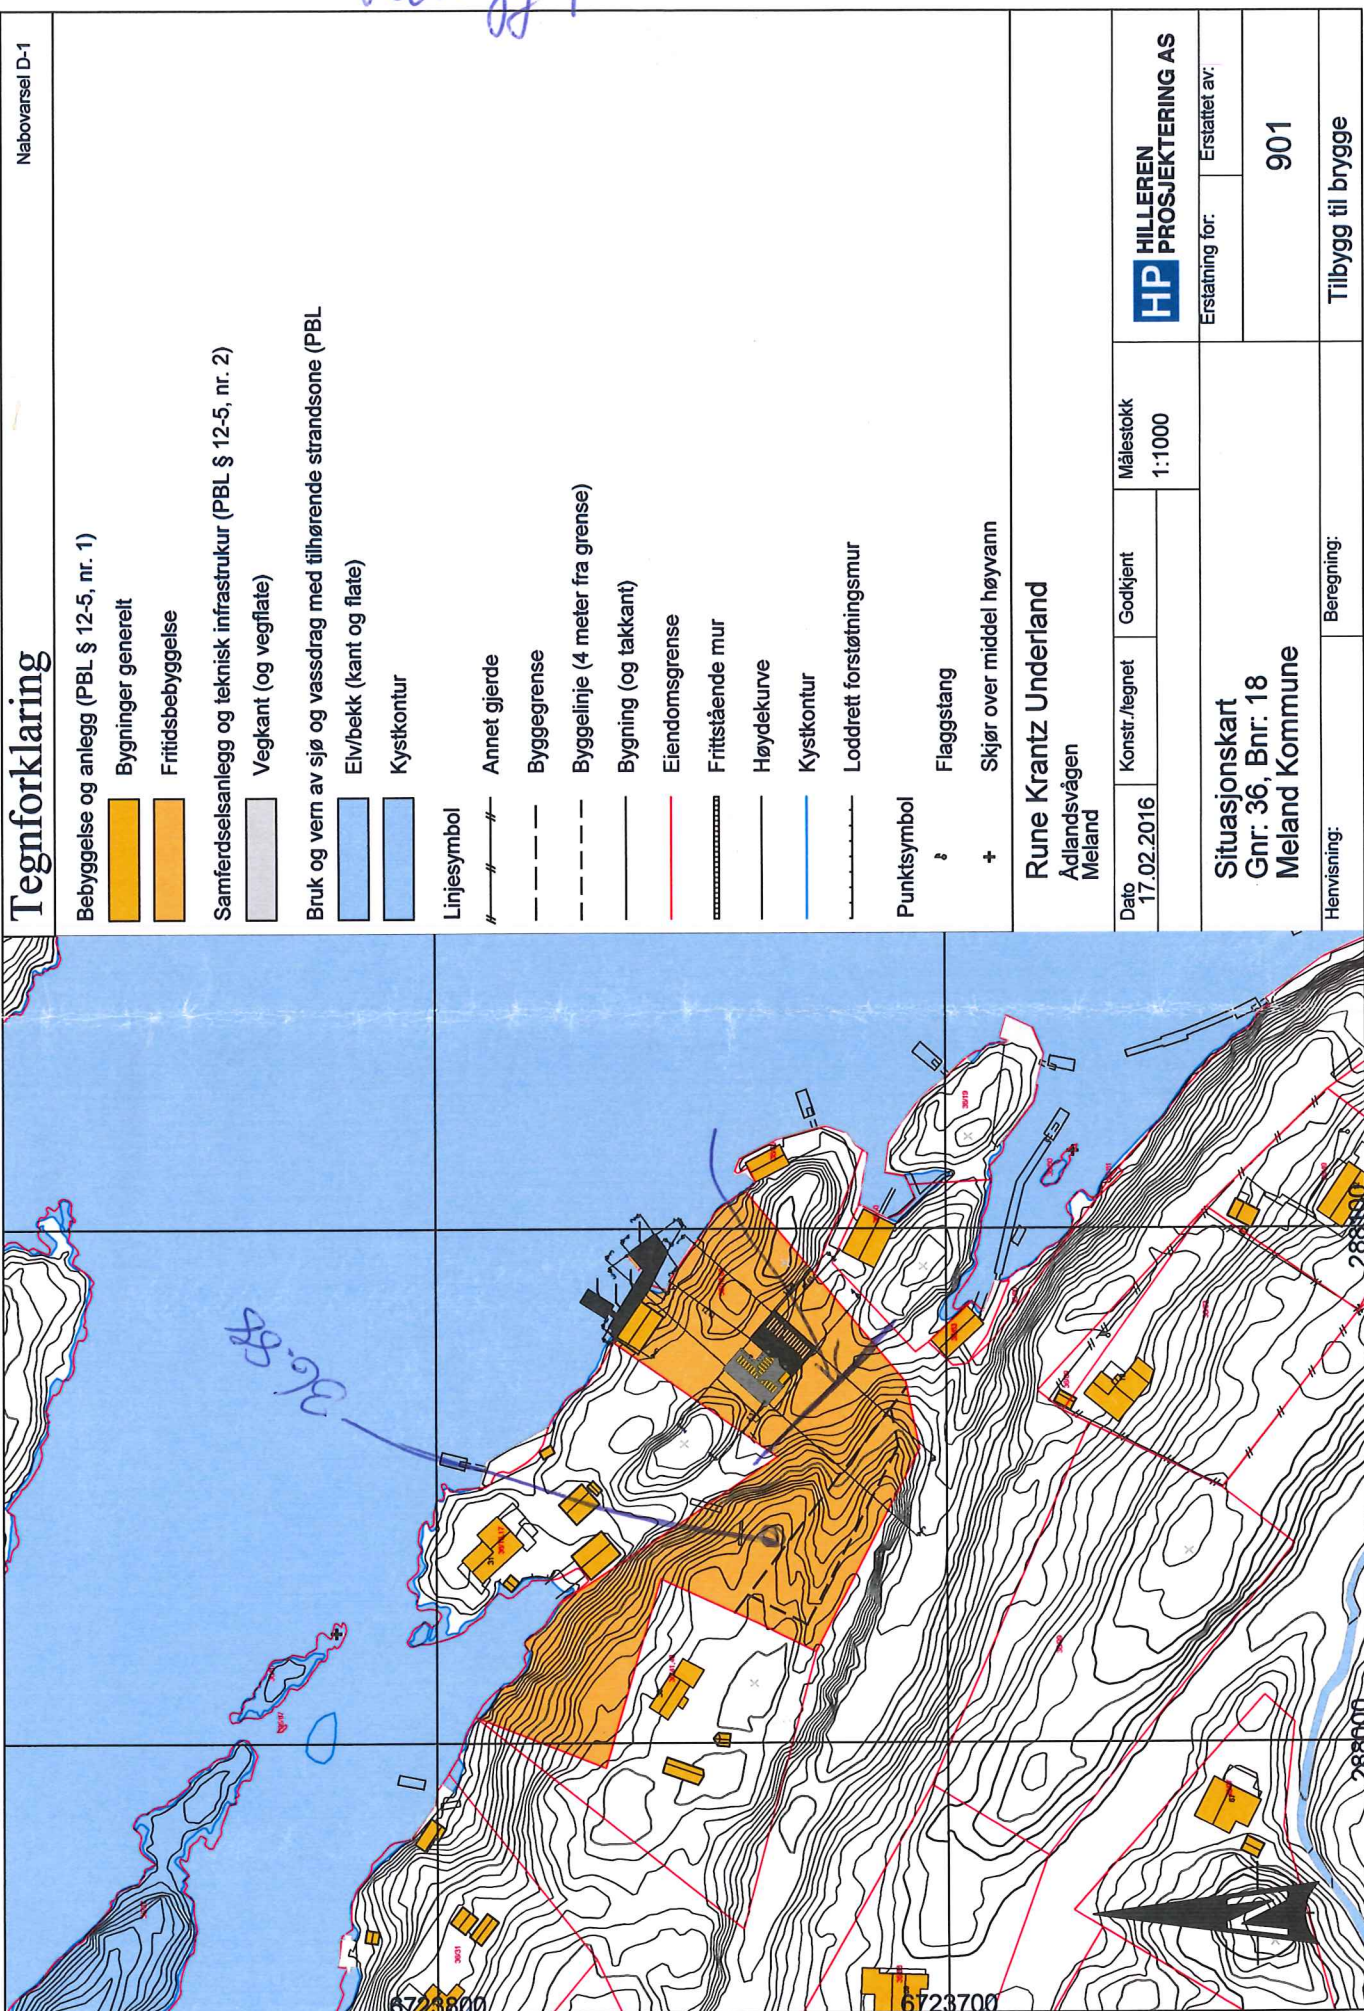 Nabovarsel D-1
Tegnforklaring
Bebyggelse og anlegg (PBL § 12-5, nr. 1)
Bygninger generelt
Fritidsbebyggelse
Samferdselsanlegg og teknisk infrastrukur (PBL § 12-5, nr. 2)
Vegkant (og vegflate)
Bruk og vern av sjø og vassdrag med tilhørende strandsone (PBL
Elv/bekk (kant og flate)
Kystkontur
Linjesymbol
Annet gjerde
Byggegrense
Byggelinje (4 meter fra grense)
Bygning (og takkant)
Eiendomsgrense
Frittstående mur
Høydekurve
Kystkontur
Loddrett forstøtningsmur
Punktsymbol
Flaggstang
Skjør over middel høyvann
Rune Krantz Underland
Ådlandsvågen
Meland
Dato
17.02.2016
Konstr./tegnet
Godkjent
Målestokk
1:1000
HP HILLEREN
PROSJEKTERING AS
Erstatning for:
Erstattet av:
Situasjonskart
Gnr: 36, Bnr: 18
Meland Kommune
901
Henvisning:
Beregning:
Tilbygg til brygge
36/19
36/31
31
N
6723800
6723700
288600
288800